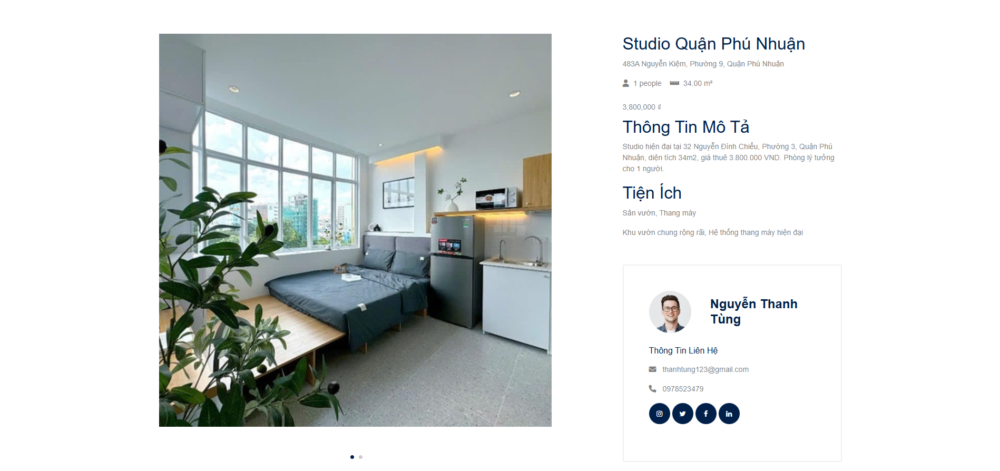 Studio Quận Phú Nhuận
483A Nguyễn Kiệm, Phường 9, Quận Phú Nhuận
1 people 34.00 m²
3,800,000 ₫
Thông Tin Mô Tả
Studio hiện đại tại 32 Nguyễn Đình Chiểu, Phường 3, Quận Phú
Nhuận, diện tích 34m2, giá thuê 3.800.000 VND. Phòng lý tưởng
cho 1 người.
Tiện Ích
Sân vườn, Thang máy
Khu vườn chung rộng rãi, Hệ thống thang máy hiện đại
Nguyễn Thanh
Tùng
Thông Tin Liên Hệ
thanhtung123@gmail.com
0978523479